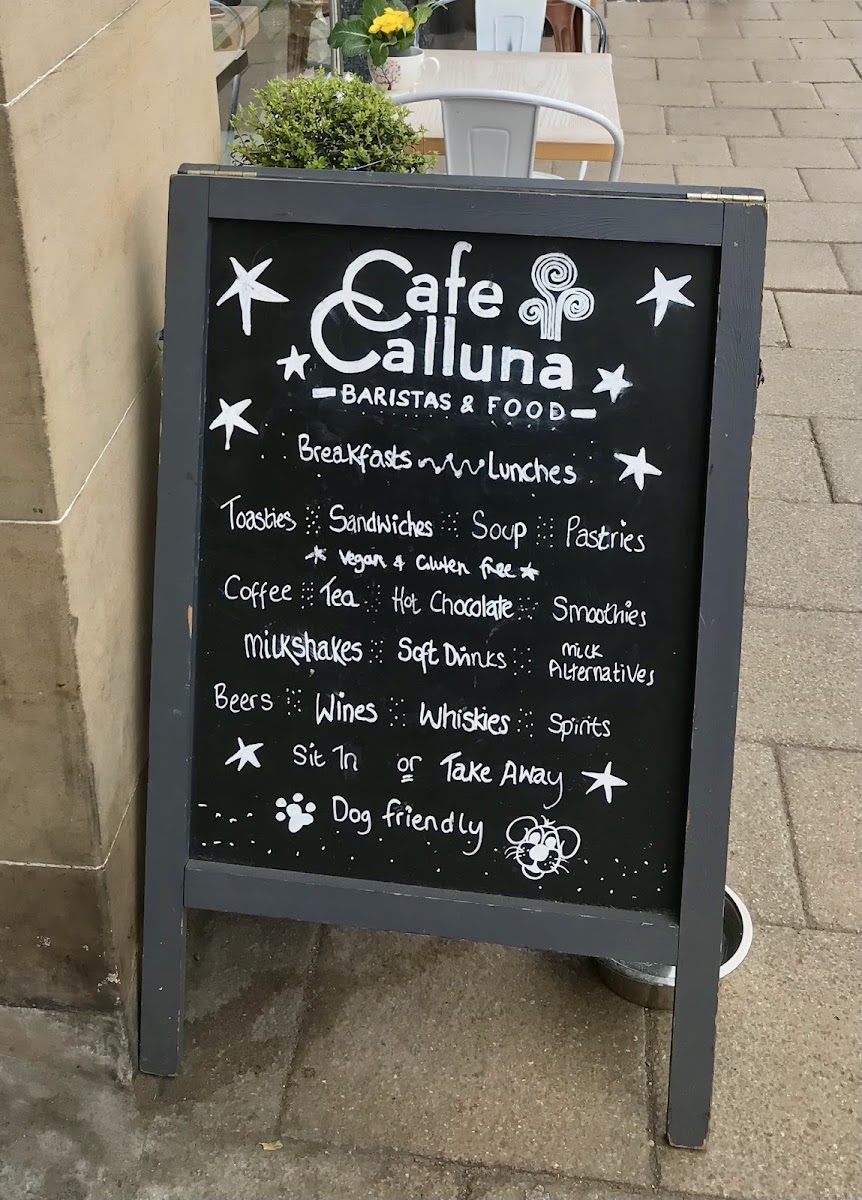 Cafe
Calluna
BARISTAS & FOOD
Breakfasts Lunches
Toasties Sandwiches Soup Pastries
Vegan & Gluten free
Coffee Tea Hot Chocolate Smoothies
Milkshakes Soft Drinks Milk Alternatives
Beers Wines Whiskies Spirits
Sit In or Take Away
Dog friendly